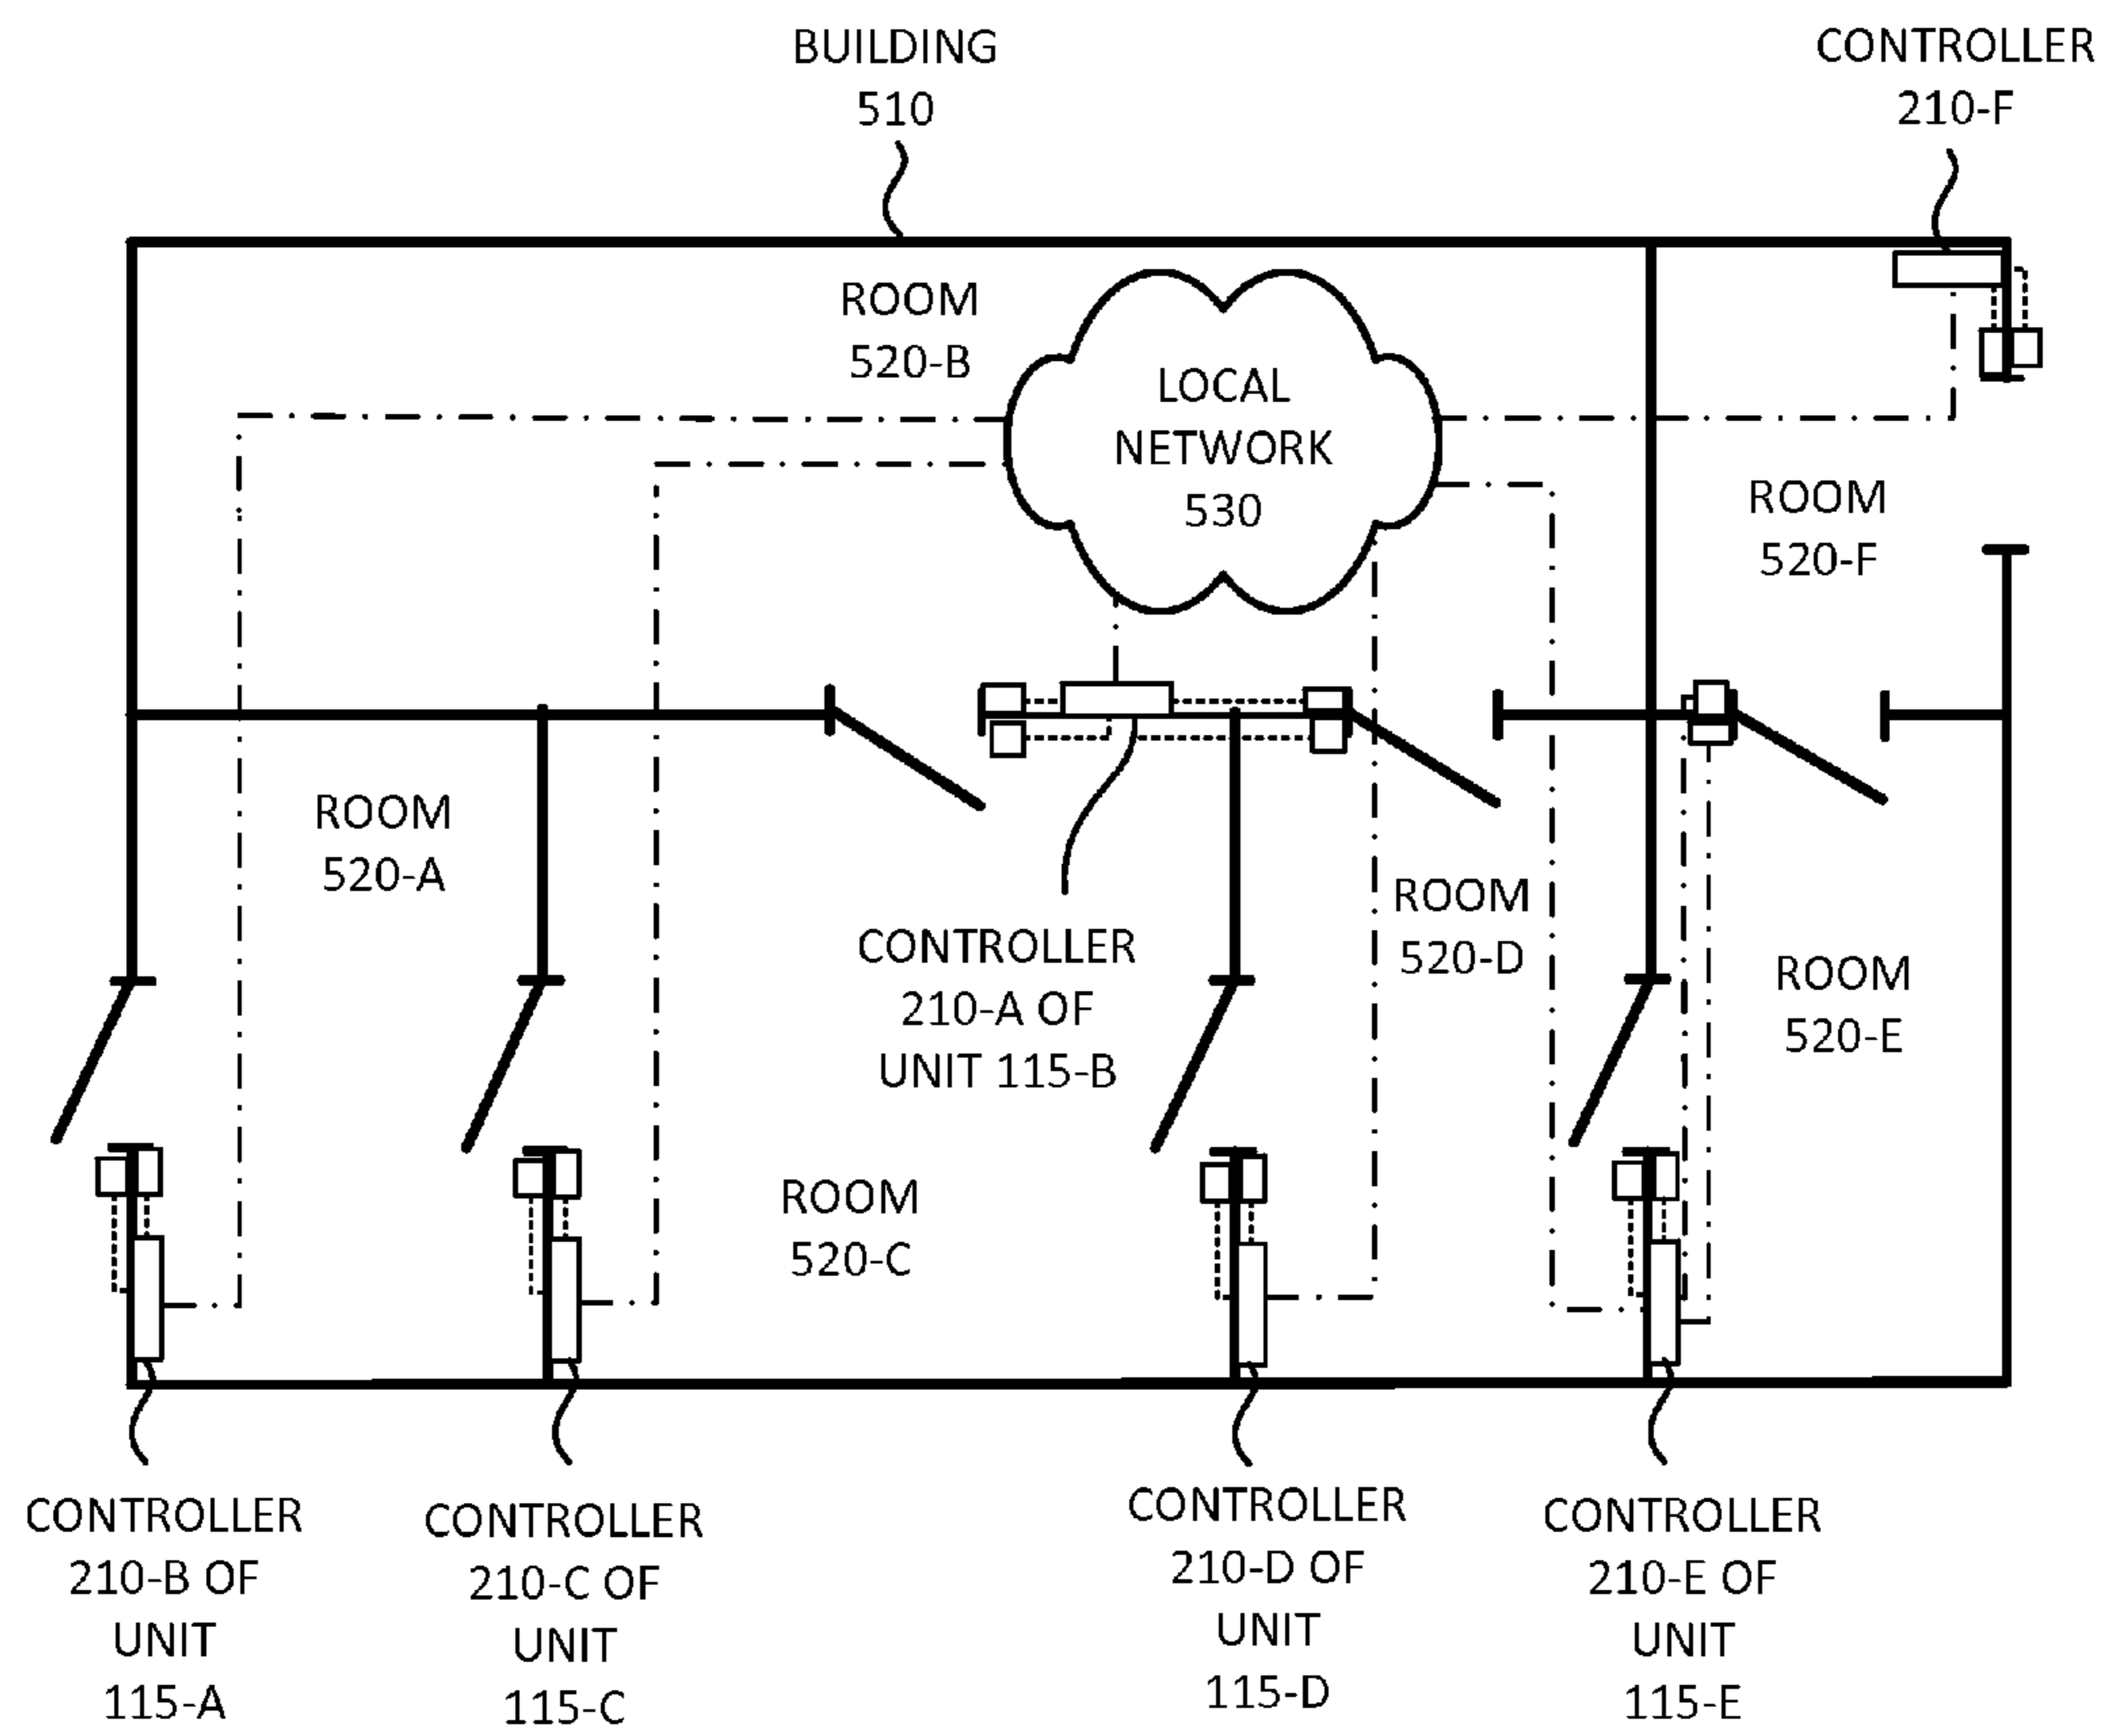 BUILDING
510
CONTROLLER
210-F
ROOM
520-B
LOCAL
NETWORK
530
ROOM
520-F
ROOM
520-A
ROOM
520-D
CONTROLLER
210-A OF
UNIT 115-B
ROOM
520-E
ROOM
520-C
CONTROLLER
210-B OF
UNIT
115-A
CONTROLLER
210-C OF
UNIT
115-C
CONTROLLER
210-D OF
UNIT
115-D
CONTROLLER
210-E OF
UNIT
115-E